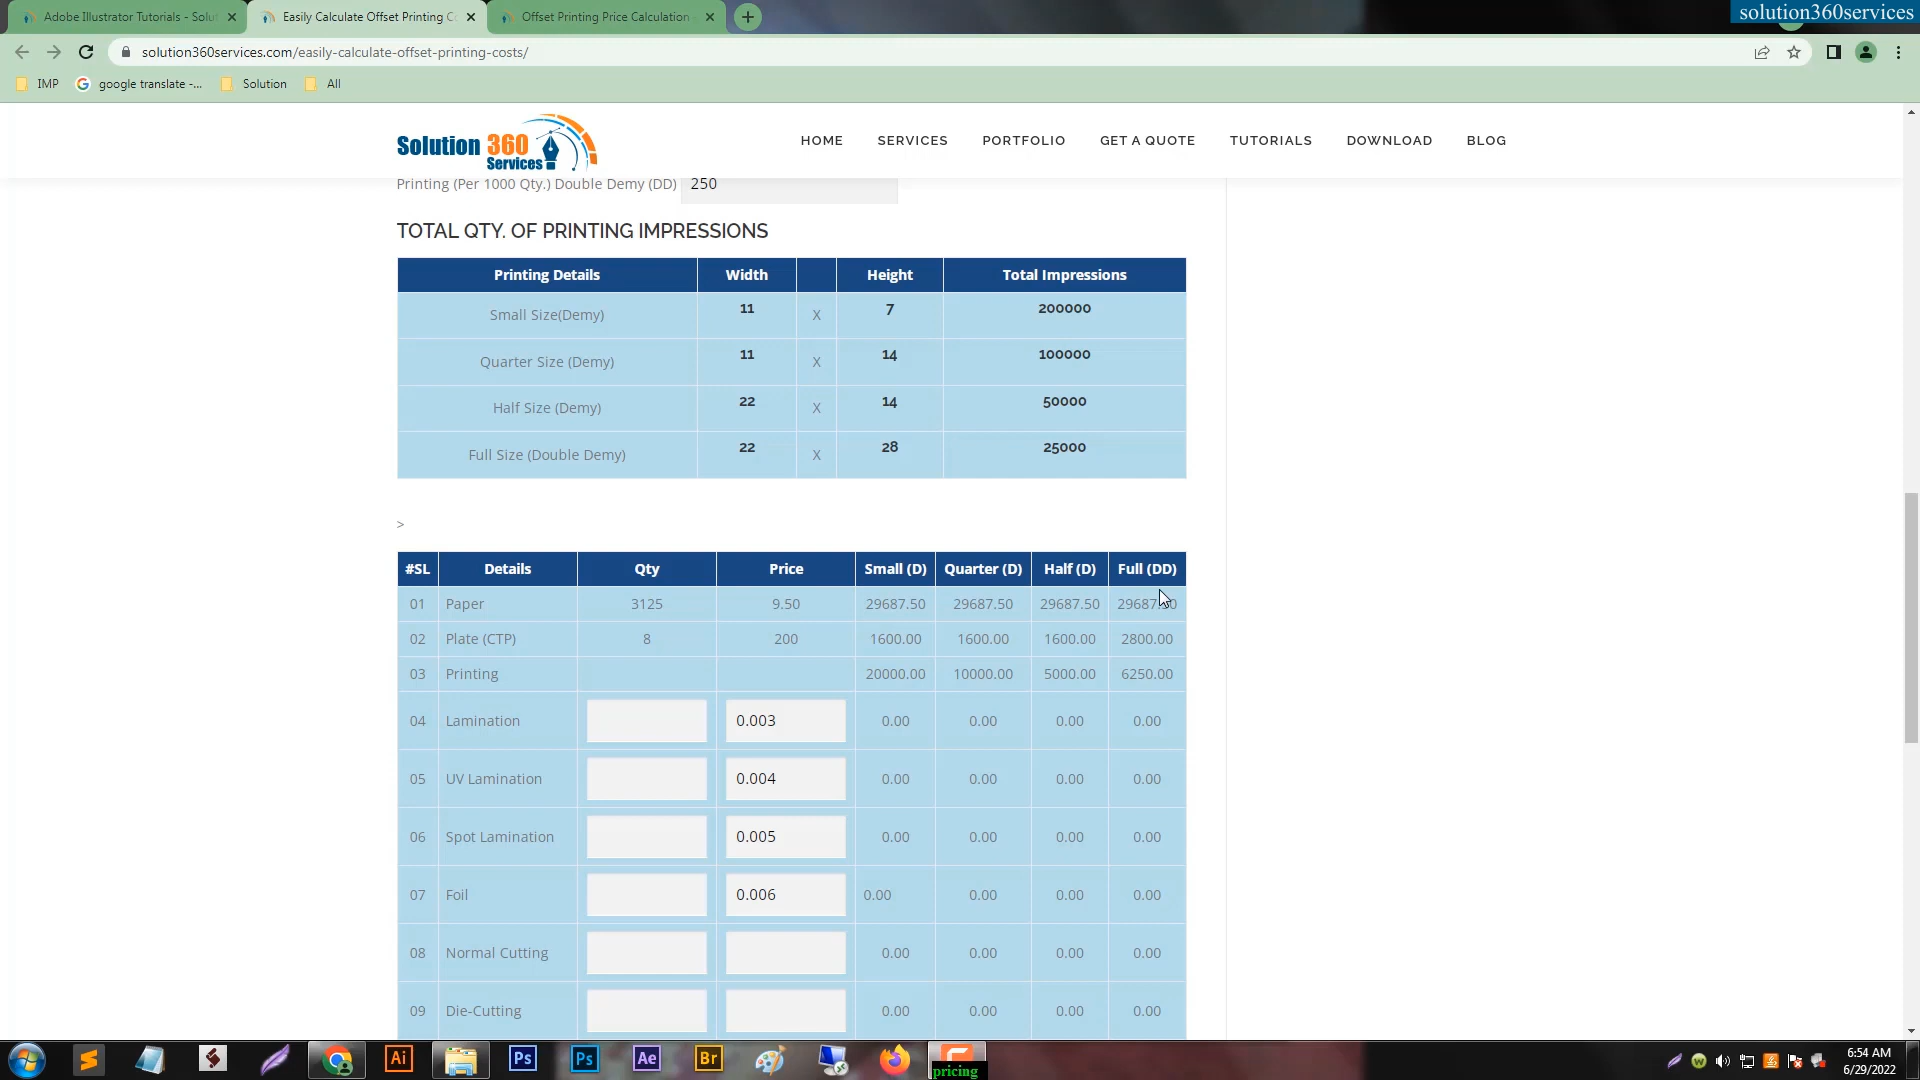 Adobe Illustrator Tutorials - Solut
Easily Calculate Offset Printing C
Offset Printing Price Calculation
solution360services
solution360services.com/easily-calculate-offset-printing-costs/
IMP
google translate -...
Solution
All
Solution 360 Services
HOME SERVICES PORTFOLIO GET A QUOTE TUTORIALS DOWNLOAD BLOG
Printing (Per 1000 Qty.) Double Demy (DD) 250
TOTAL QTY. OF PRINTING IMPRESSIONS
Printing Details Width Height Total Impressions
Small Size(Demy) 11 X 7 200000
Quarter Size (Demy) 11 X 14 100000
Half Size (Demy) 22 X 14 50000
Full Size (Double Demy) 22 X 28 25000
>
#SL Details Qty Price Small (D) Quarter (D) Half (D) Full (DD)
01 Paper 3125 9.50 29687.50 29687.50 29687.50 29687.50
02 Plate (CTP) 8 200 1600.00 1600.00 1600.00 2800.00
03 Printing 20000.00 10000.00 5000.00 6250.00
04 Lamination 0.003 0.00 0.00 0.00 0.00
05 UV Lamination 0.004 0.00 0.00 0.00 0.00
06 Spot Lamination 0.005 0.00 0.00 0.00 0.00
07 Foil 0.006 0.00 0.00 0.00 0.00
08 Normal Cutting 0.00 0.00 0.00 0.00
09 Die-Cutting 0.00 0.00 0.00 0.00
Ai Ps Ps Ae Br
pricing
6:54 AM
6/29/2022